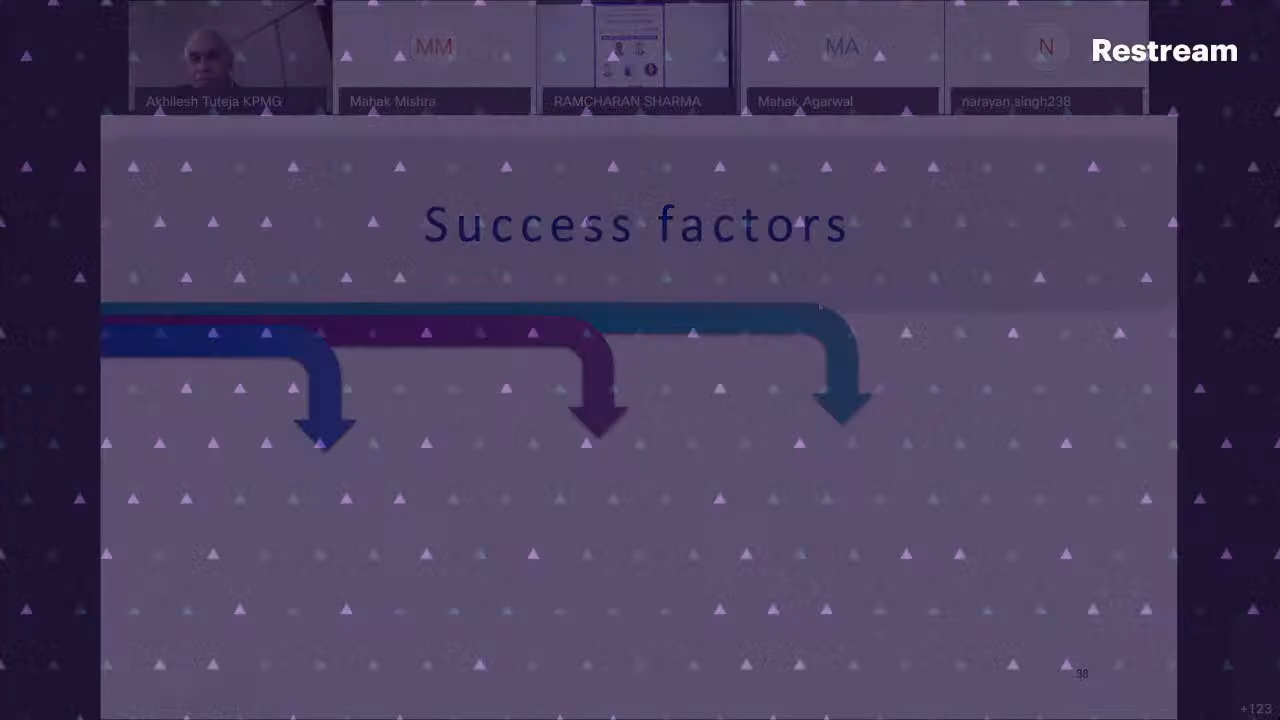 MM
MA
N
Restream
Akhilesh Tuteja KPMG
Mahak Mishra
RAMCHARAN SHARMA
Mahak Agarwal
narayan.singh238
Success factors
38
+123